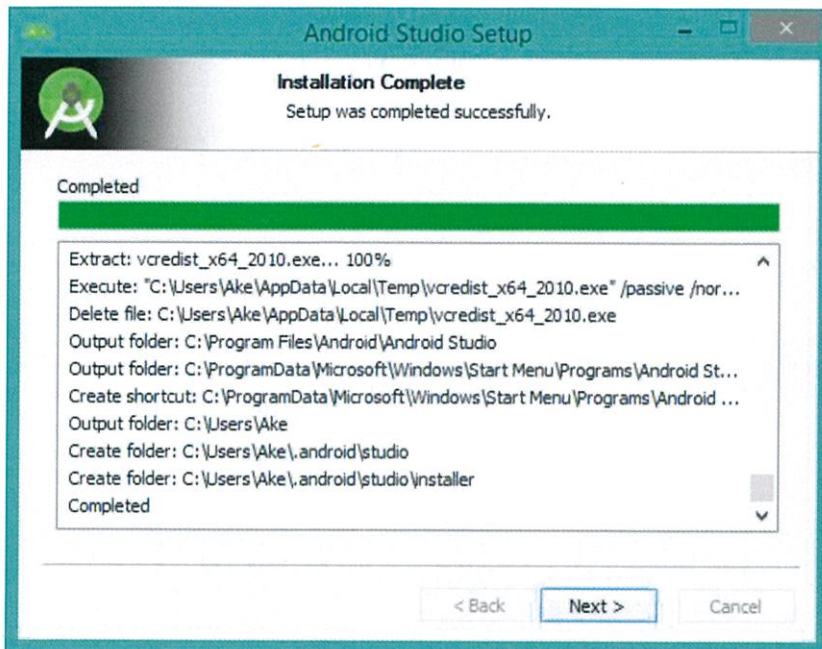 Android Studio Setup
Installation Complete
Setup was completed successfully.
Completed
Extract: vcredist_x64_2010.exe... 100%
Execute: "C:\Users\Ake\AppData\Local\Temp\vcredist_x64_2010.exe" /passive /nor...
Delete file: C:\Users\Ake\AppData\Local\Temp\vcredist_x64_2010.exe
Output folder: C:\Program Files\Android\Android Studio
Output folder: C:\ProgramData\Microsoft\Windows\Start Menu\Programs\Android St...
Create shortcut: C:\ProgramData\Microsoft\Windows\Start Menu\Programs\Android ...
Output folder: C:\Users\Ake
Create folder: C:\Users\Ake\.android\studio
Create folder: C:\Users\Ake\.android\studio\installer
Completed
< Back Next > Cancel